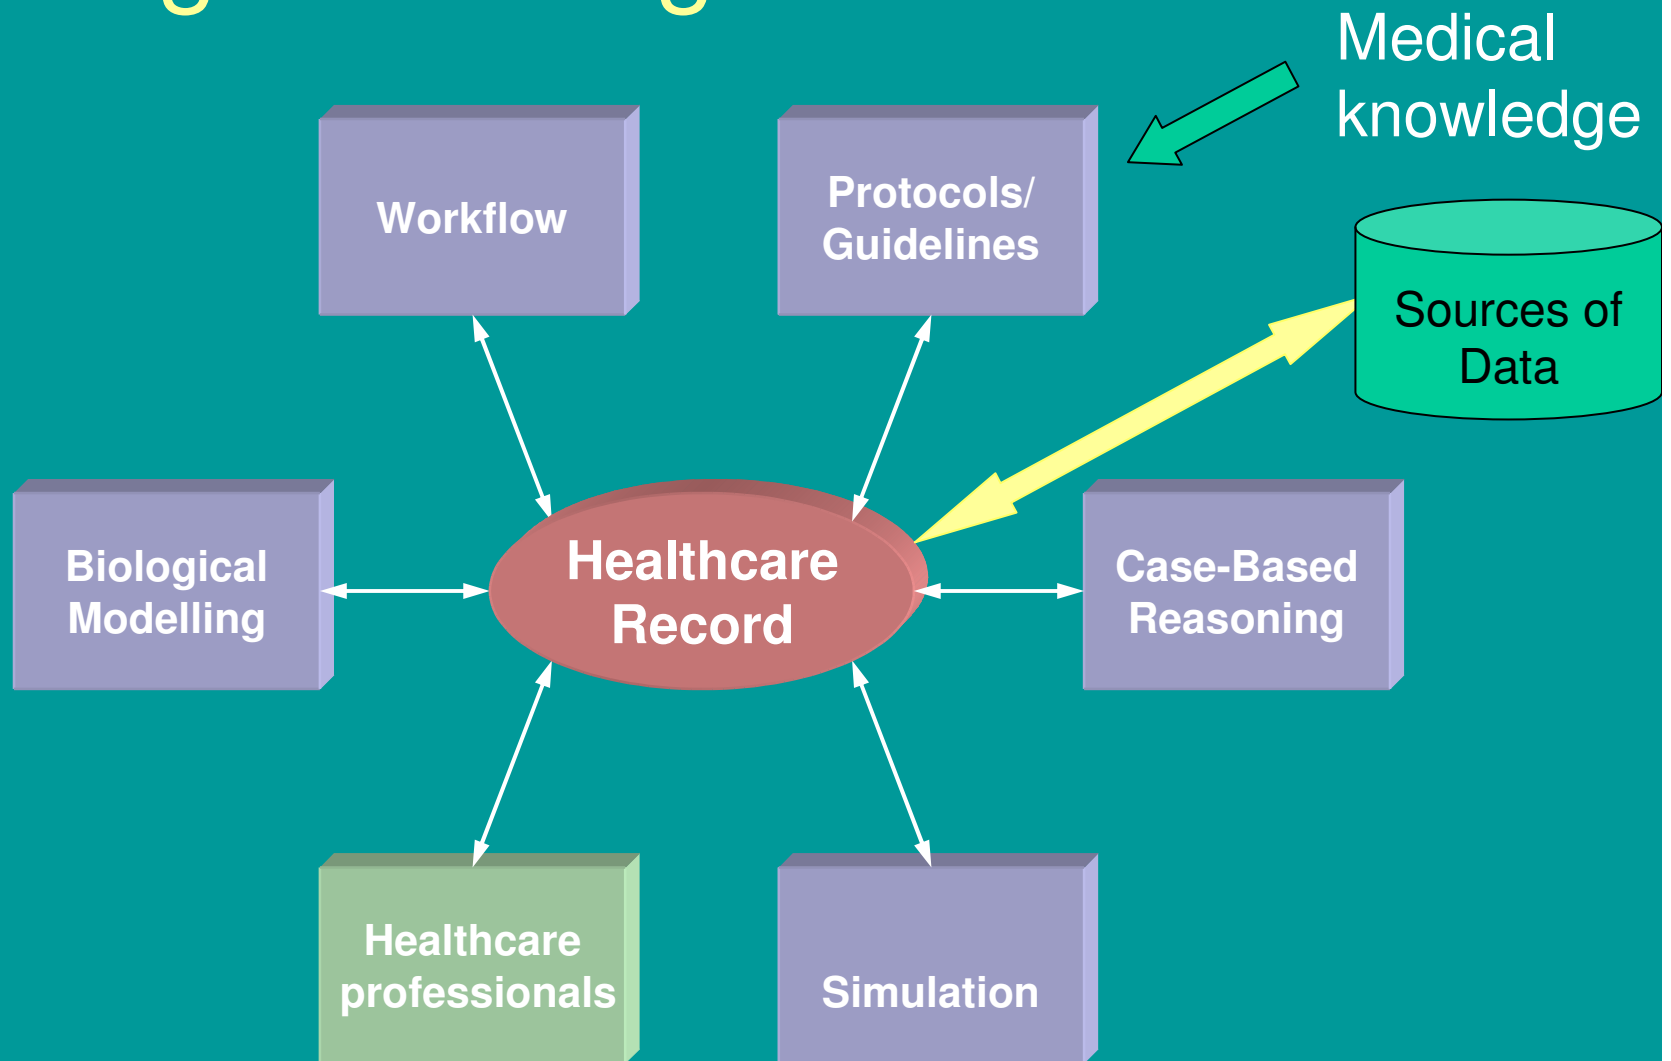 Medical
knowledge
Workflow
Protocols/
Guidelines
Sources of
Data
Biological
Modelling
Healthcare
Record
Case-Based
Reasoning
Healthcare
professionals
Simulation